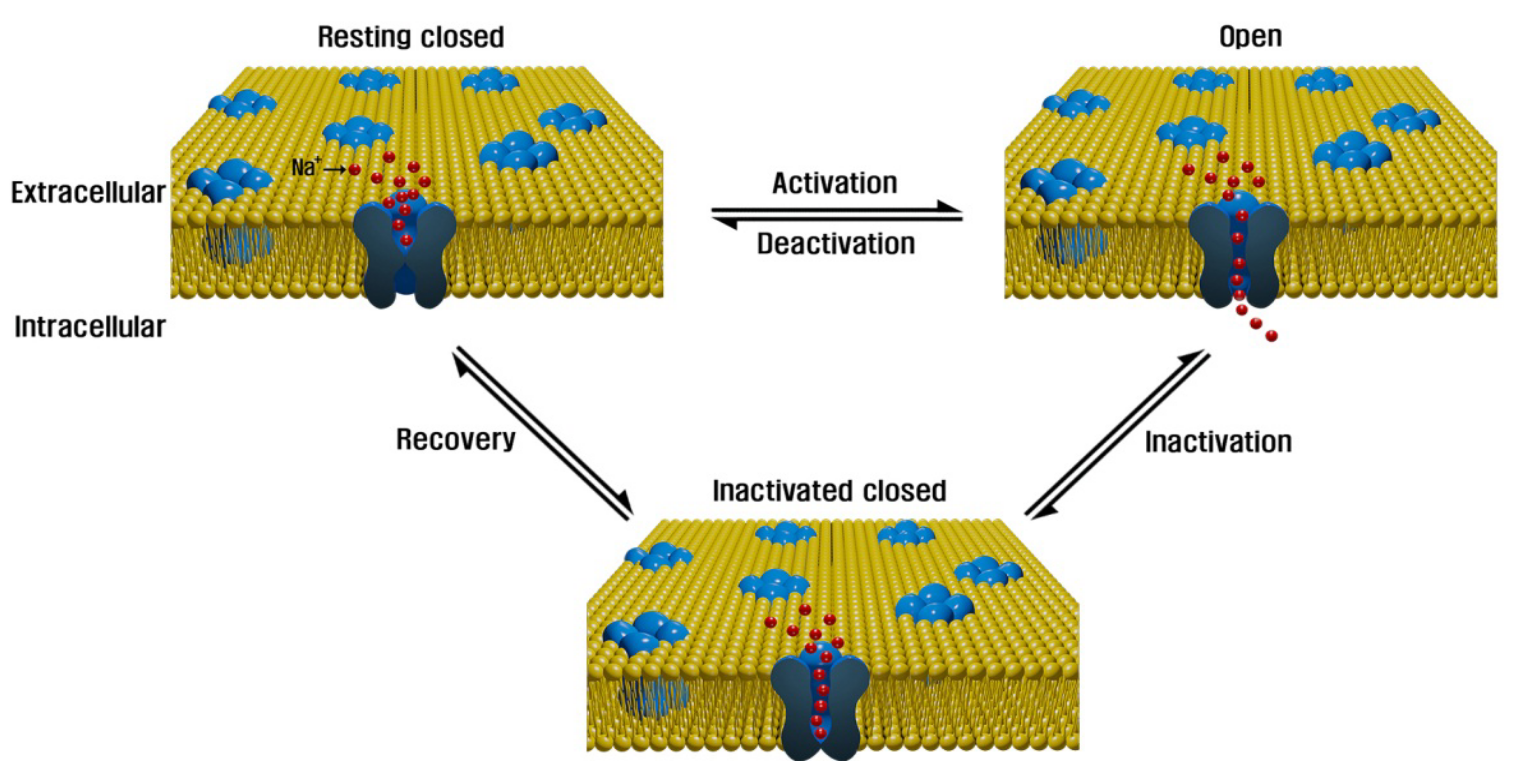 Resting closed
Open
Na⁺
Extracellular
Activation
Deactivation
Intracellular
Recovery
Inactivation
Inactivated closed